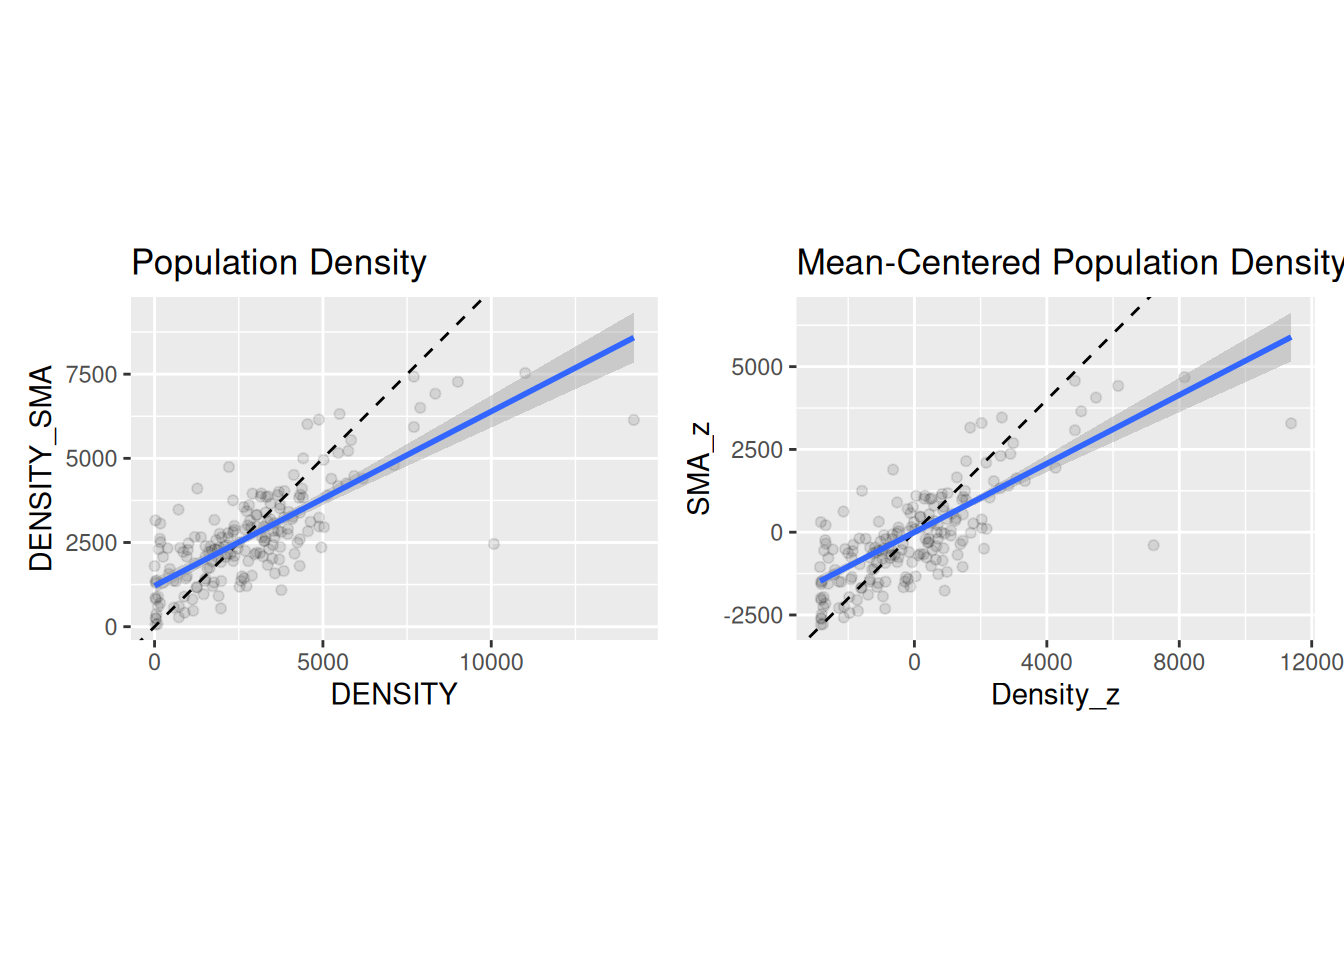 Population Density
DENSITY_SMA
7500
5000
2500
0
0 5000 10000
DENSITY
Mean-Centered Population Density
SMA_z
5000
2500
0
-2500
0 4000 8000 12000
Density_z